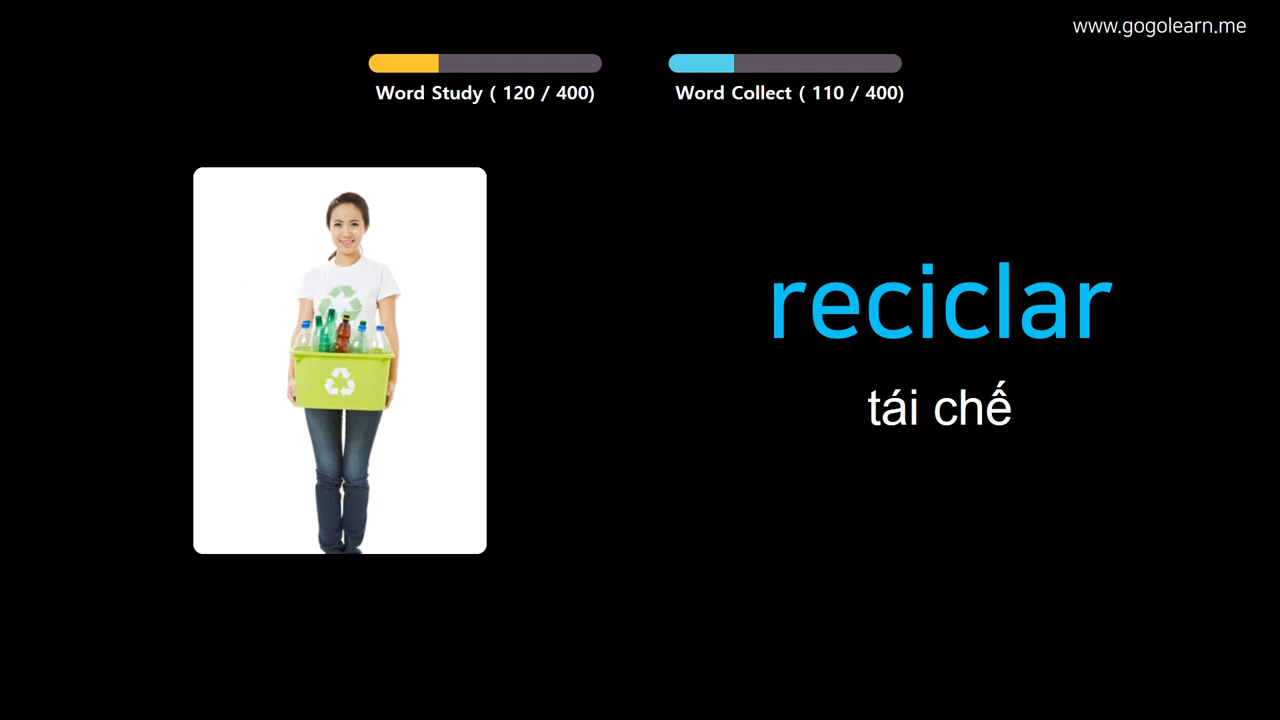 www.gogolearn.me
Word Study ( 120 / 400)
Word Collect ( 110 / 400)
reciclar
tái chế